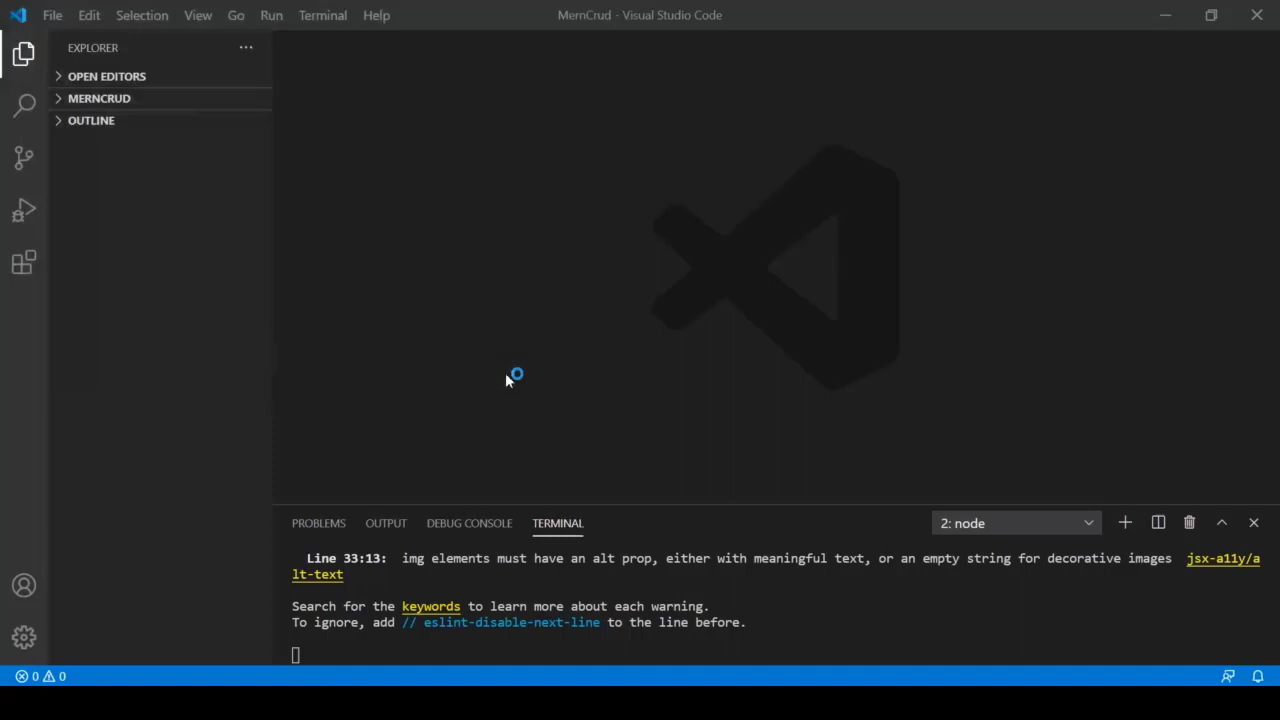 File Edit Selection View Go Run Terminal Help MernCrud - Visual Studio Code
EXPLORER ...
OPEN EDITORS
MERNCRUD
OUTLINE
PROBLEMS OUTPUT DEBUG CONSOLE TERMINAL 2: node
Line 33:13: img elements must have an alt prop, either with meaningful text, or an empty string for decorative images jsx-a11y/a
lt-text
Search for the keywords to learn more about each warning.
To ignore, add // eslint-disable-next-line to the line before.
0 0